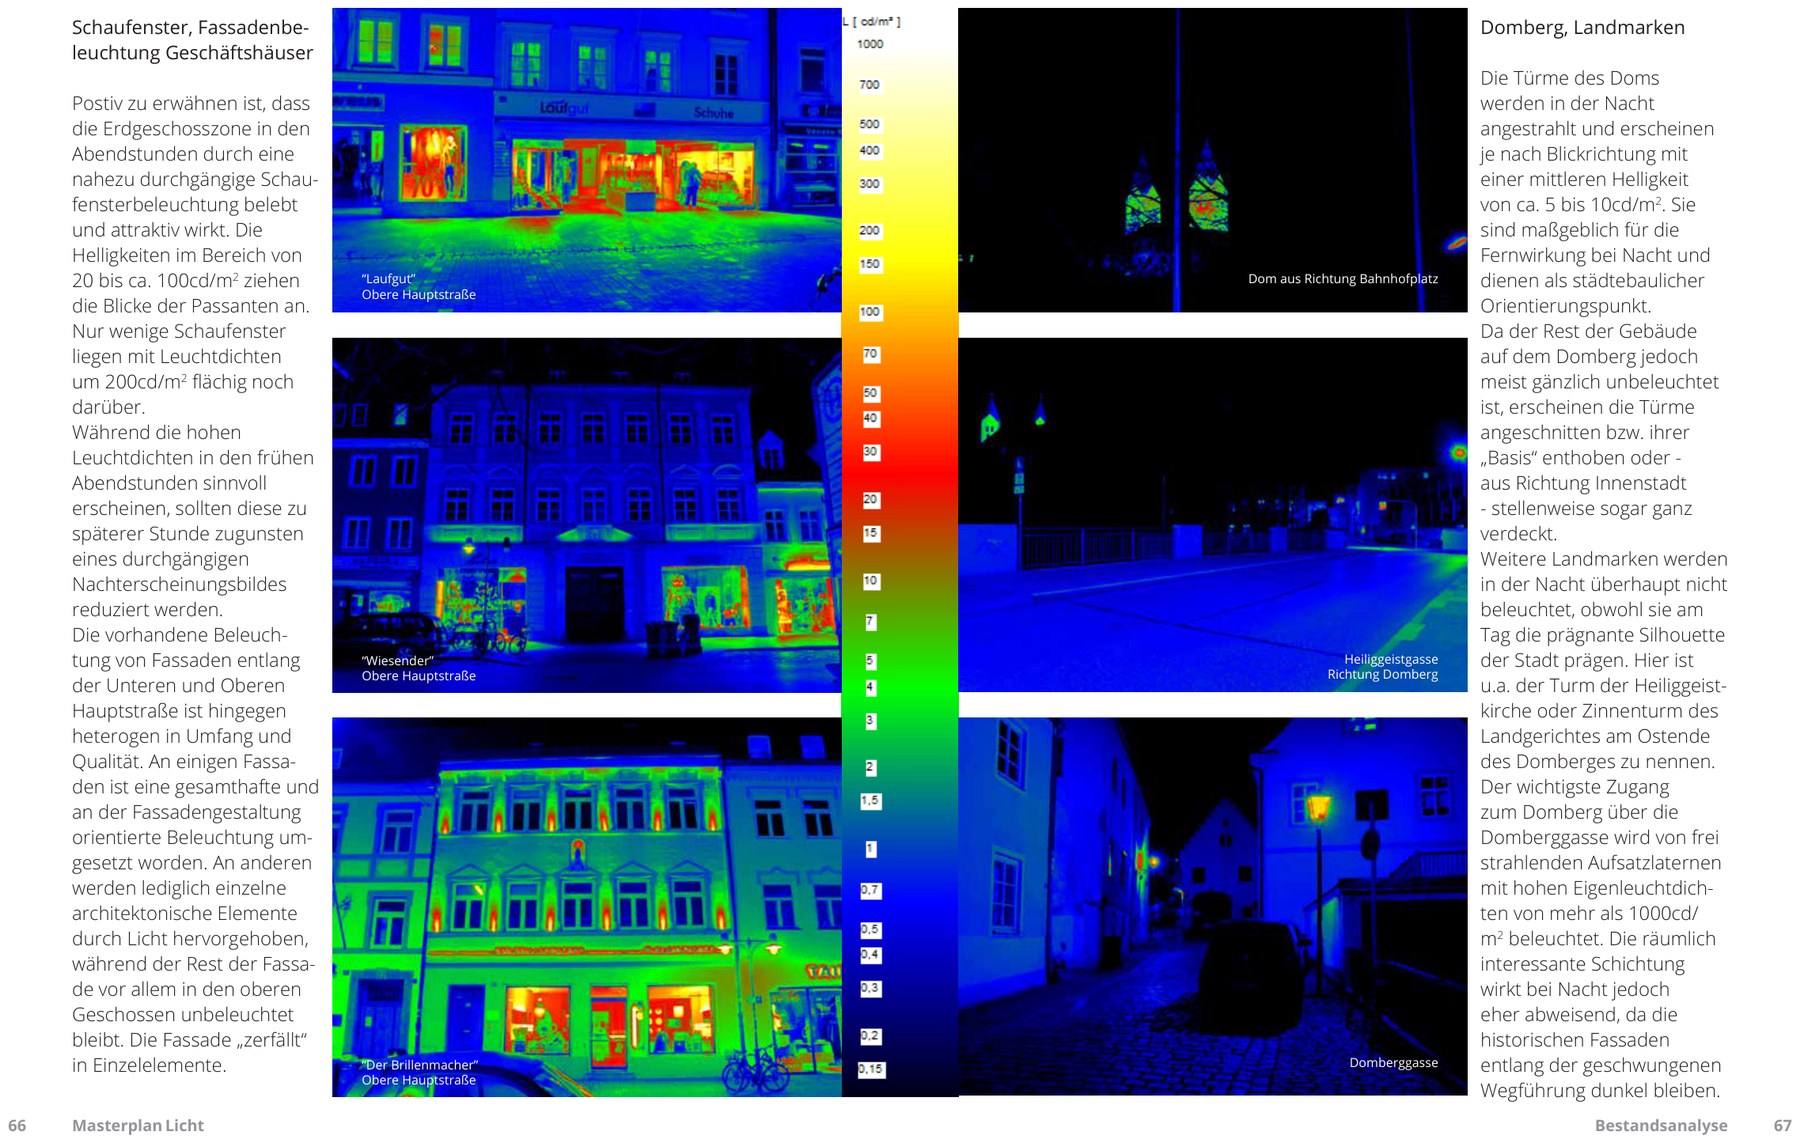 Schaufenster, Fassadenbe-
leuchtung Geschäftshäuser
Postiv zu erwähnen ist, dass
die Erdgeschosszone in den
Abendstunden durch eine
nahezu durchgängige Schau-
fensterbeleuchtung belebt
und attraktiv wirkt. Die
Helligkeiten im Bereich von
20 bis ca. 100cd/m² ziehen
die Blicke der Passanten an.
Nur wenige Schaufenster
liegen mit Leuchtdichten
um 200cd/m² flächig noch
darüber.
Während die hohen
Leuchtdichten in den frühen
Abendstunden sinnvoll
erscheinen, sollten diese zu
späterer Stunde zugunsten
eines durchgängigen
Nachterscheinungsbildes
reduziert werden.
Die vorhandene Beleuch-
tung von Fassaden entlang
der Unteren und Oberen
Hauptstraße ist hingegen
heterogen in Umfang und
Qualität. An einigen Fassa-
den ist eine gesamthafte und
an der Fassadengestaltung
orientierte Beleuchtung um-
gesetzt worden. An anderen
werden lediglich einzelne
architektonische Elemente
durch Licht hervorgehoben,
während der Rest der Fassa-
de vor allem in den oberen
Geschossen unbeleuchtet
bleibt. Die Fassade „zerfällt“
in Einzelelemente.
Laufgut
Schuhe
"Laufgut"
Obere Hauptstraße
"Wiesender"
Obere Hauptstraße
"Der Brillenmacher"
Obere Hauptstraße
L [ cd/m² ]
1000
700
500
400
300
200
150
100
70
50
40
30
20
15
10
7
5
4
3
2
1,5
1
0,7
0,5
0,4
0,3
0,2
0,15
Dom aus Richtung Bahnhofplatz
Heiliggeistgasse
Richtung Domberg
Domberggasse
Domberg, Landmarken
Die Türme des Doms
werden in der Nacht
angestrahlt und erscheinen
je nach Blickrichtung mit
einer mittleren Helligkeit
von ca. 5 bis 10cd/m². Sie
sind maßgeblich für die
Fernwirkung bei Nacht und
dienen als städtebaulicher
Orientierungspunkt.
Da der Rest der Gebäude
auf dem Domberg jedoch
meist gänzlich unbeleuchtet
ist, erscheinen die Türme
angeschnitten bzw. ihrer
„Basis“ enthoben oder -
aus Richtung Innenstadt
- stellenweise sogar ganz
verdeckt.
Weitere Landmarken werden
in der Nacht überhaupt nicht
beleuchtet, obwohl sie am
Tag die prägnante Silhouette
der Stadt prägen. Hier ist
u.a. der Turm der Heiliggeist-
kirche oder Zinnenturm des
Landgerichtes am Ostende
des Domberges zu nennen.
Der wichtigste Zugang
zum Domberg über die
Domberggasse wird von frei
strahlenden Aufsatzlaternen
mit hohen Eigenleuchtdich-
ten von mehr als 1000cd/
m² beleuchtet. Die räumlich
interessante Schichtung
wirkt bei Nacht jedoch
eher abweisend, da die
historischen Fassaden
entlang der geschwungenen
Wegführung dunkel bleiben.
66 Masterplan Licht
Bestandsanalyse 67